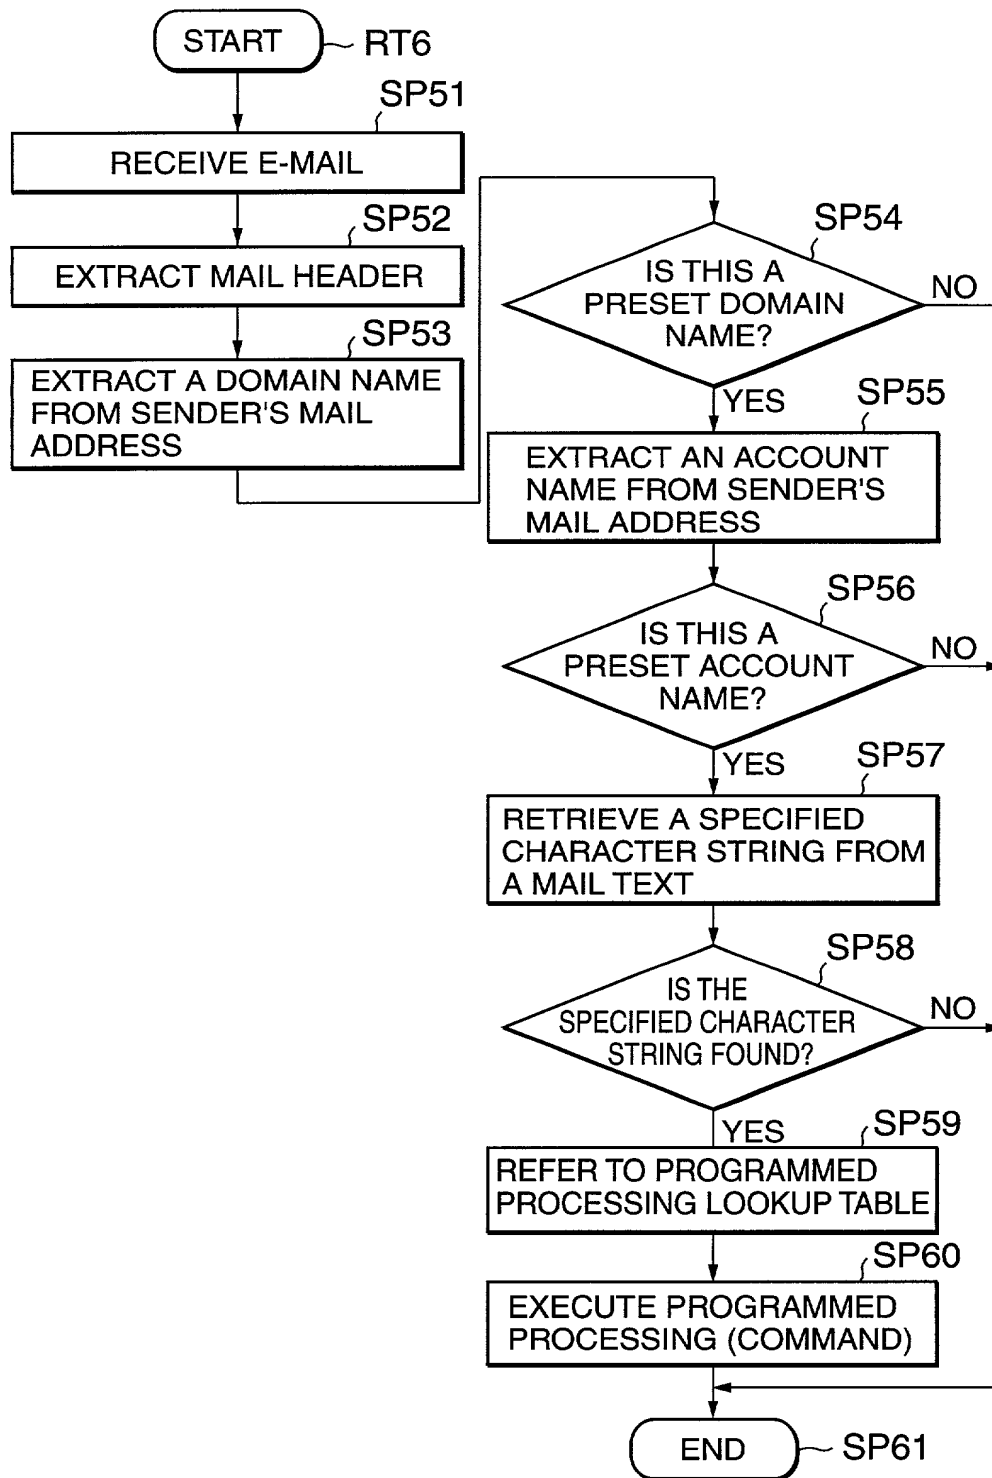 START
RT6
SP51
RECEIVE E-MAIL
SP52
EXTRACT MAIL HEADER
SP53
EXTRACT A DOMAIN NAME
FROM SENDER'S MAIL
ADDRESS
SP54
IS THIS A
PRESET DOMAIN
NAME?
NO
YES
SP55
EXTRACT AN ACCOUNT
NAME FROM SENDER'S
MAIL ADDRESS
SP56
IS THIS A
PRESET ACCOUNT
NAME?
NO
YES
SP57
RETRIEVE A SPECIFIED
CHARACTER STRING FROM
A MAIL TEXT
SP58
IS THE
SPECIFIED CHARACTER
STRING FOUND?
NO
YES
SP59
REFER TO PROGRAMMED
PROCESSING LOOKUP TABLE
SP60
EXECUTE PROGRAMMED
PROCESSING (COMMAND)
END
SP61